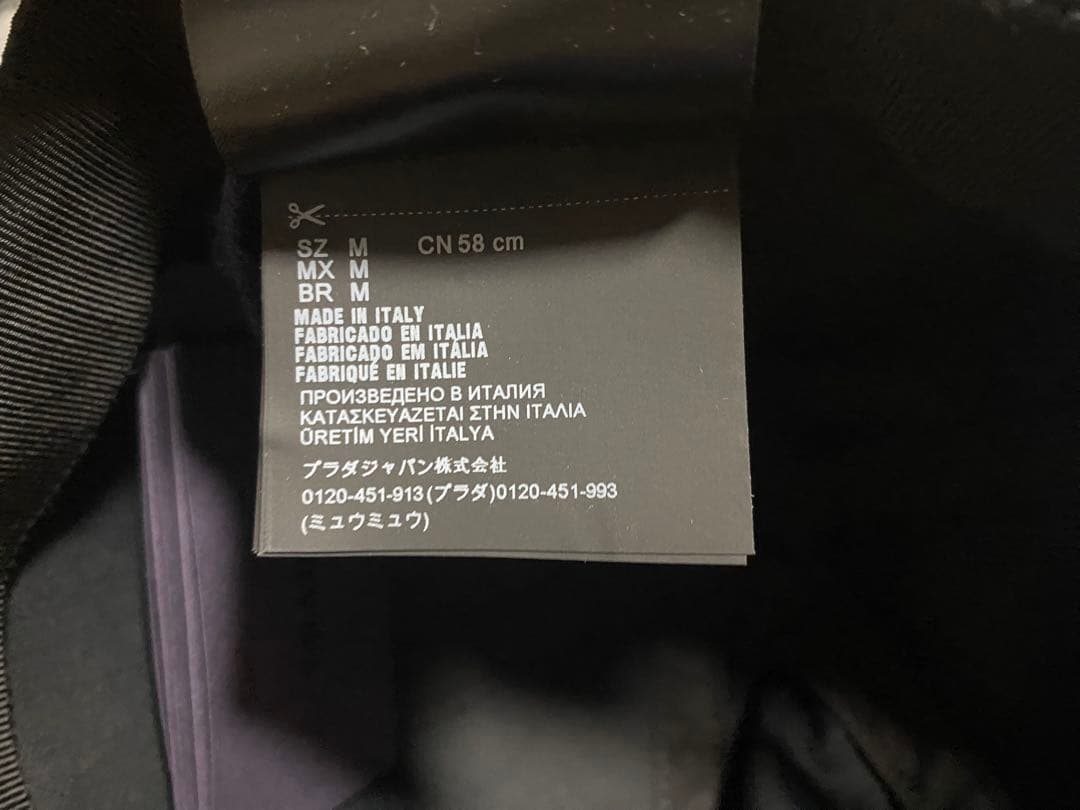 SZ M CN 58 cm
MX M
BR M
MADE IN ITALY
FABRICADO EN ITALIA
FABRICADO EM ITÁLIA
FABRIQUÉ EN ITALIE
ПРОИЗВЕДЕНО В ИТАЛИЯ
ΚΑΤΑΣΚΕΥΑΖΕΤΑΙ ΣΤΗΝ ΙΤΑΛΙΑ
ÜRETİM YERİ İTALYA
プラダジャパン株式会社
0120-451-913(プラダ)0120-451-993
(ミュウミュウ)